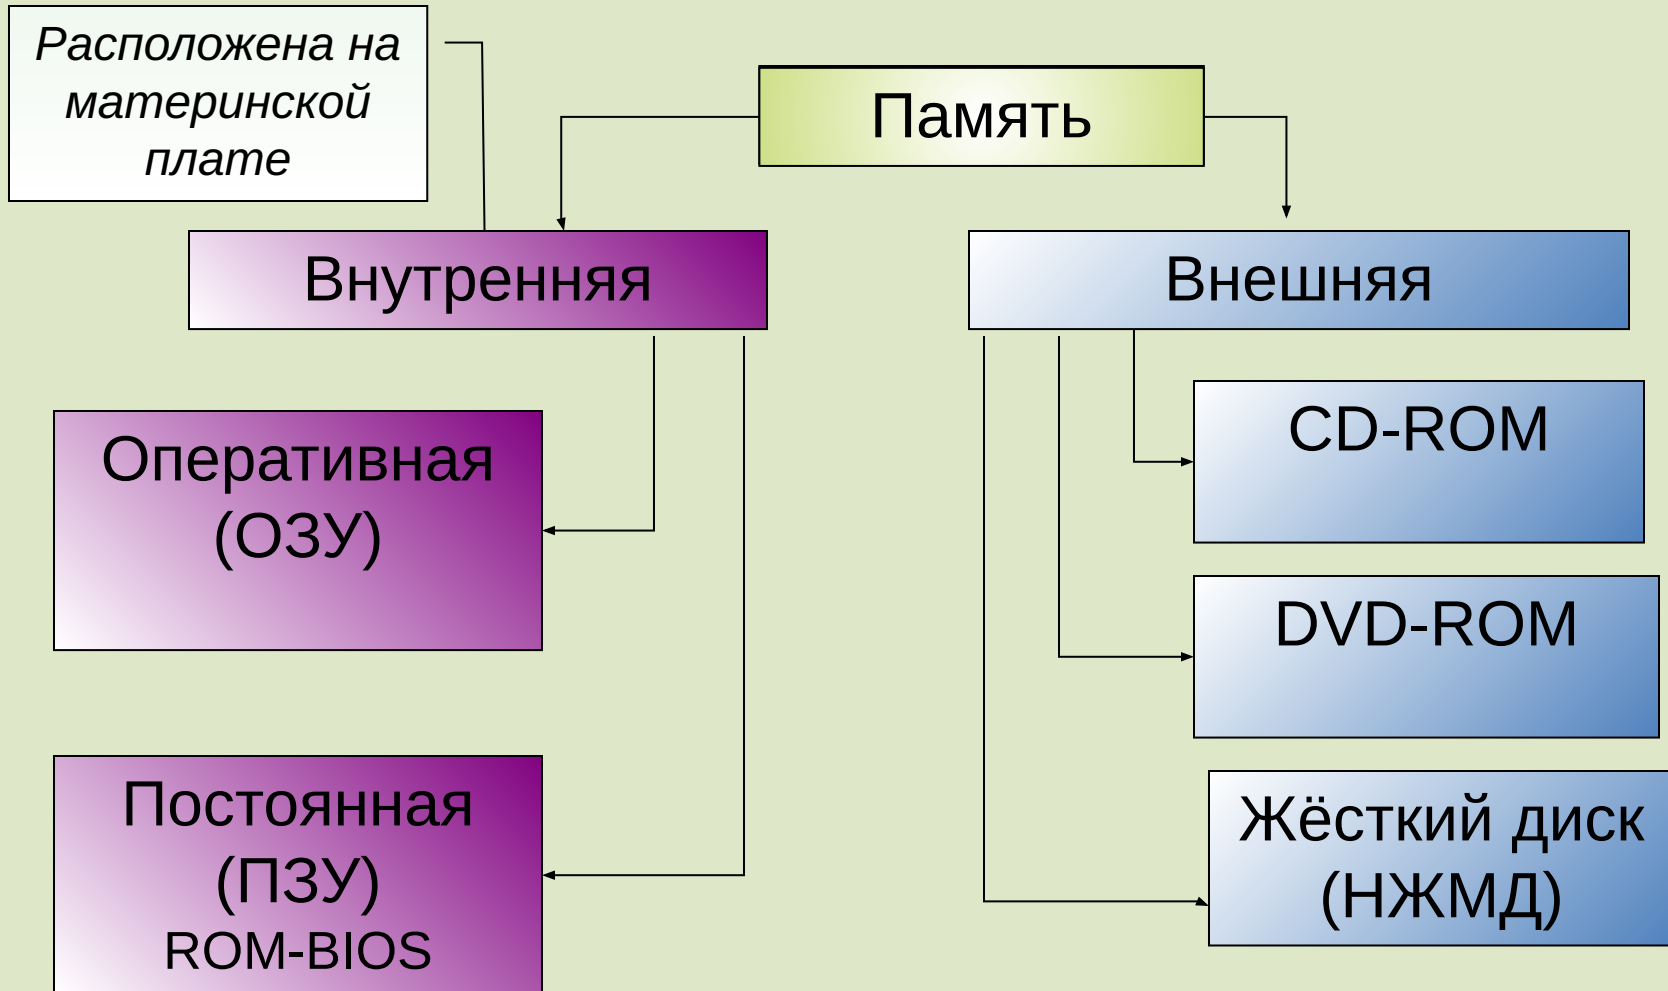 Расположена на
материнской
плате
Память
Внутренняя
Внешняя
Оперативная
(ОЗУ)
Постоянная
(ПЗУ)
ROM-BIOS
CD-ROM
DVD-ROM
Жёсткий диск
(НЖМД)